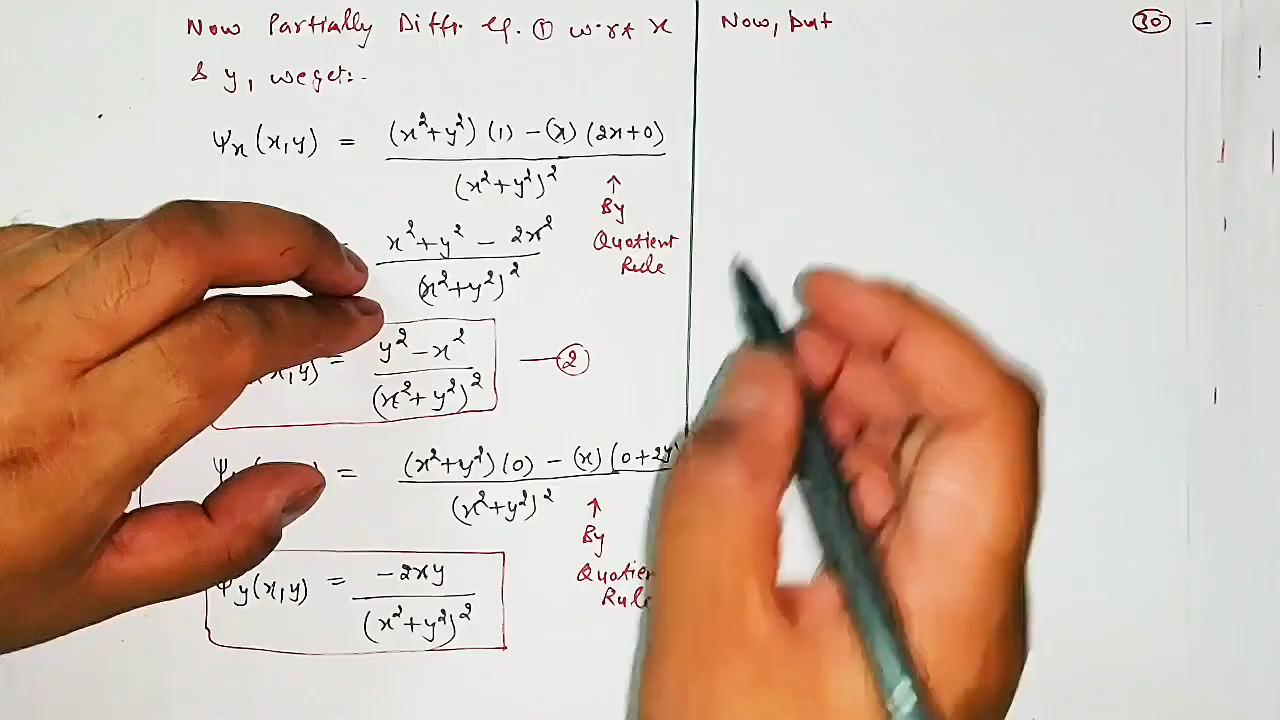 Now Partially Diff. eq. ① w.r.t x
& y, we get:-
ψx(x,y) = (x²+y²)(1) - (x)(2x+0) / (x²+y²)²
↑
By
Quotient
Rule
= x²+y² - 2x² / (x²+y²)²
(x,y) = y² - x² / (x²+y²)² —②
= (x²+y²)(0) - (x)(0+2y) / (x²+y²)²
↑
By
Rule
ψy(x,y) = -2xy / (x²+y²)²
Now, put
30